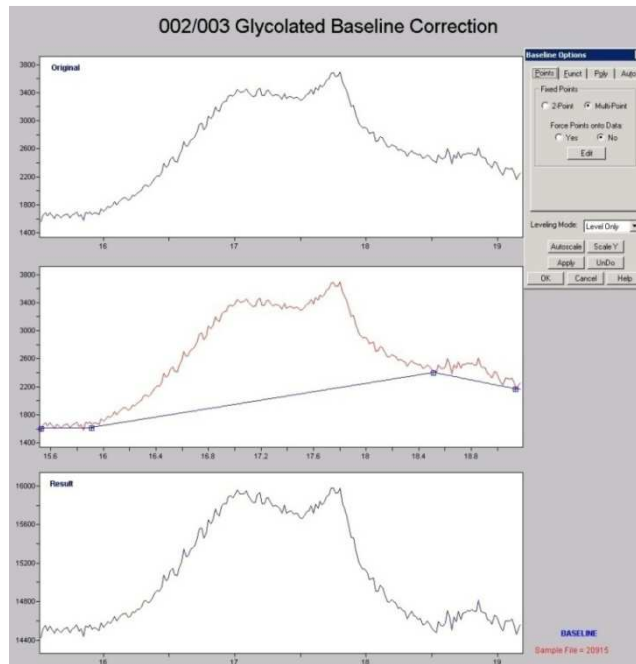 002/003 Glycolated Baseline Correction
Original
3800
3400
3000
2600
2200
1800
1400
16
17
18
19
3800
3400
3000
2600
2200
1800
1400
15.6
16
16.4
16.8
17.2
17.6
18
18.4
18.8
Result
16000
15600
15200
14800
14400
16
17
18
19
Baseline Options
Points Funct Poly Auto
Fixed Points
2-Point Multi-Point
Force Points onto Data:
Yes No
Edit
Leveling Mode: Level Only
Autoscale Scale Y
Apply UnDo
OK Cancel Help
BASELINE
Sample File = 20915